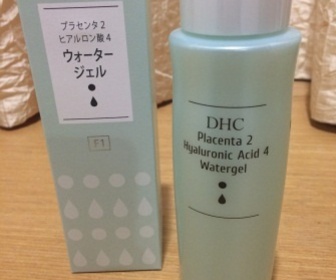 プラセンタ2
ヒアルロン酸4
ウォーター
ジェル
F1
DHC
Placenta 2
Hyaluronic Acid 4
Watergel